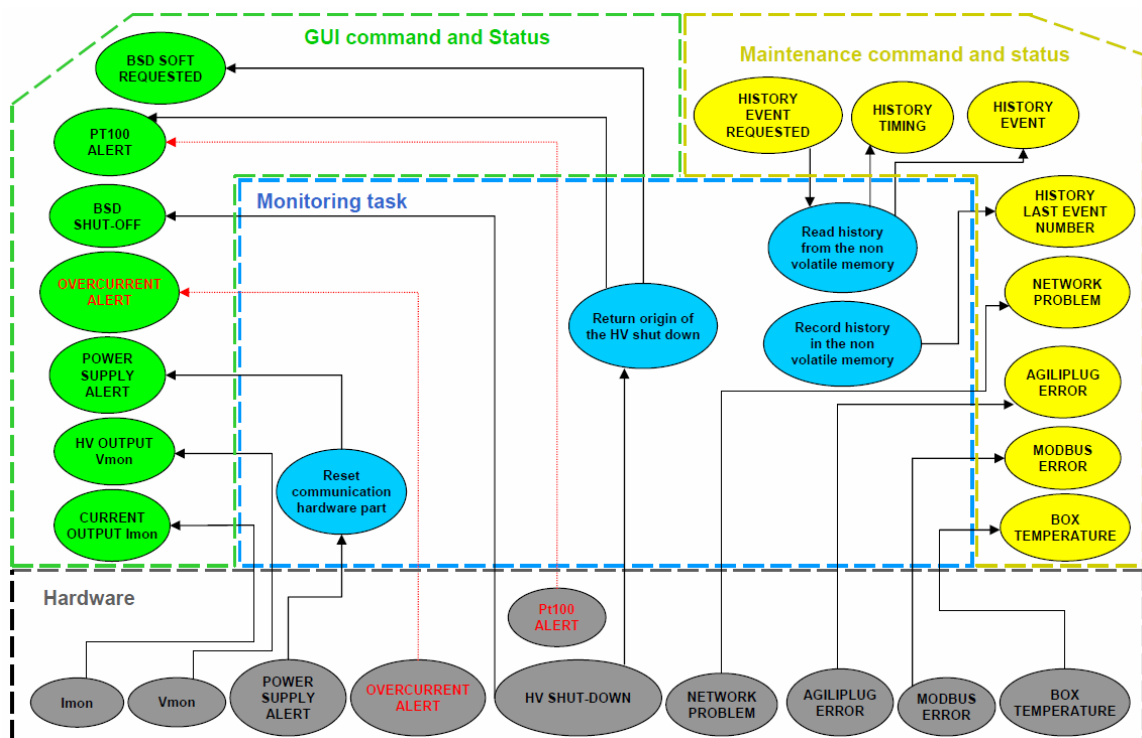 GUI command and Status
Maintenance command and status
BSD SOFT
REQUESTED
PT100
ALERT
BSD
SHUT-OFF
OVERCURRENT
ALERT
POWER
SUPPLY
ALERT
HV OUTPUT
Vmon
CURRENT
OUTPUT Imon
HISTORY
EVENT
REQUESTED
HISTORY
TIMING
HISTORY
EVENT
HISTORY
LAST EVENT
NUMBER
NETWORK
PROBLEM
AGILIPLUG
ERROR
MODBUS
ERROR
BOX
TEMPERATURE
Monitoring task
Read history
from the non
volatile memory
Return origin
of the HV shut down
Record history
in the non
volatile memory
Reset
communication
hardware part
Hardware
Pt100
ALERT
Imon
Vmon
POWER
SUPPLY
ALERT
OVERCURRENT
ALERT
HV SHUT-DOWN
NETWORK
PROBLEM
AGILIPLUG
ERROR
MODBUS
ERROR
BOX
TEMPERATURE